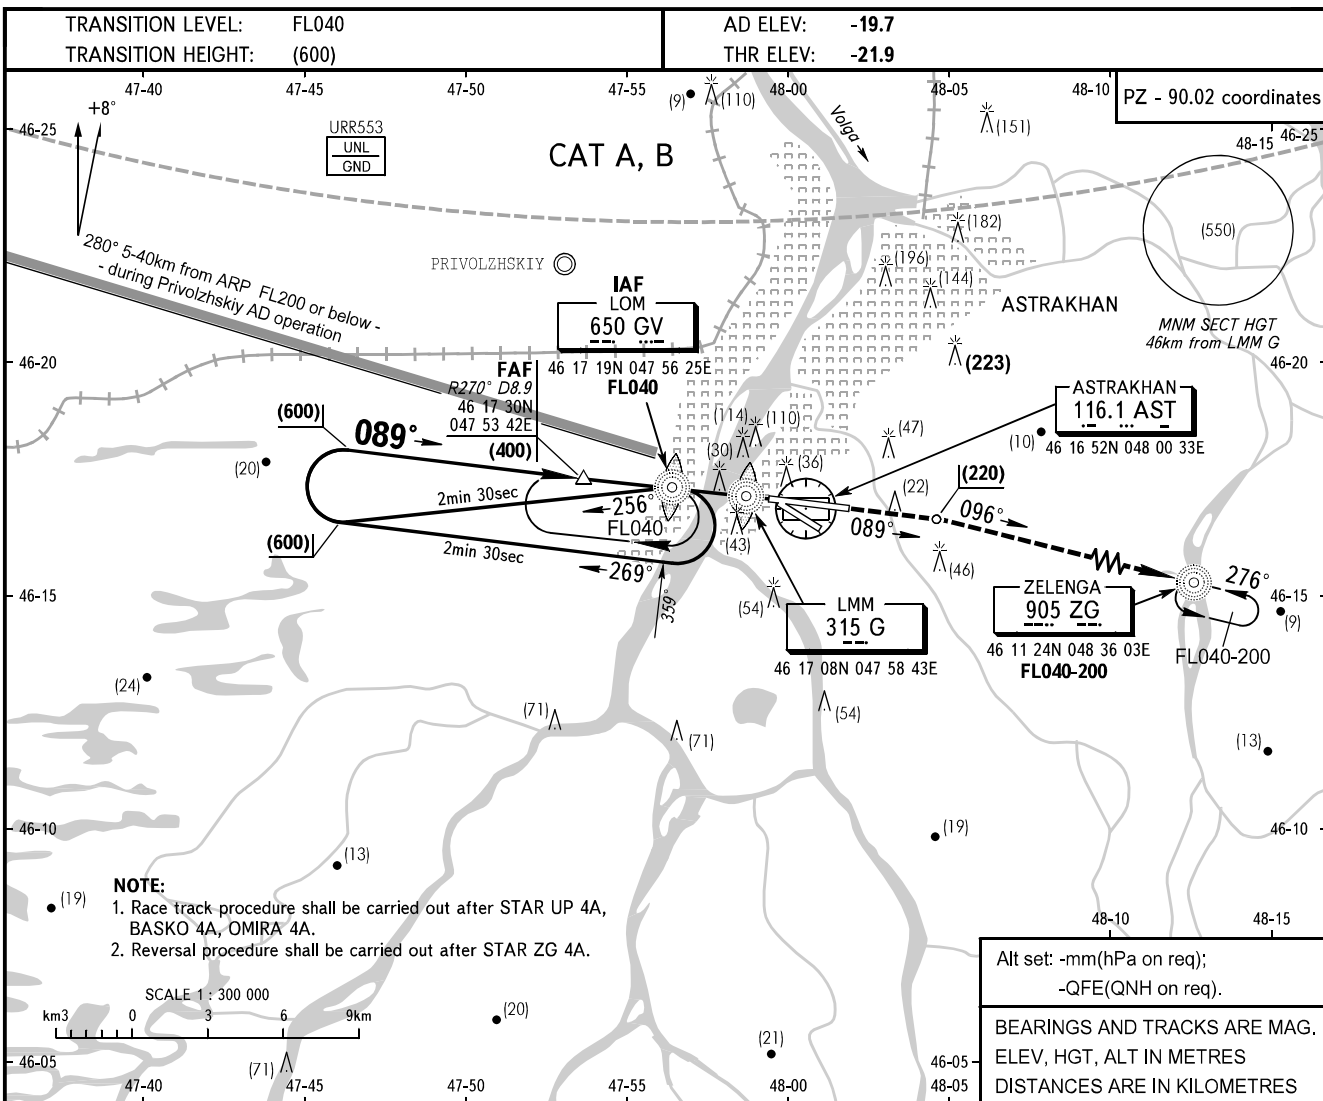 TRANSITION LEVEL: FL040
TRANSITION HEIGHT: (600)
AD ELEV: -19.7
THR ELEV: -21.9
47-40 47-45 47-50 47-55 48-00 48-05 48-10
PZ - 90.02 coordinates
+8°
46-25
URR553
UNL
GND
CAT A, B
(9)
(110)
Volga
(151)
48-15
46-25
280° 5-40km from ARP FL200 or below -
- during Privolzhskiy AD operation
PRIVOLZHSKIY
(182)
(196)
(144)
(550)
ASTRAKHAN
MNM SECT HGT
46km from LMM G
IAF
LOM
650 GV
46 17 19N 047 56 25E
FL040
46-20
(223)
46-20
FAF
R270° D8.9
46 17 30N
047 53 42E
(400)
(600)
089°
(20)
ASTRAKHAN
116.1 AST
46 16 52N 048 00 33E
(114)
(110)
(30)
(36)
(47)
(10)
(22)
(220)
2min 30sec
256°
FL040
(600)
2min 30sec
269°
359°
(43)
089°
096°
(46)
276°
46-15
(54)
LMM
315 G
46 17 08N 047 58 43E
ZELENGA
905 ZG
46 11 24N 048 36 03E
FL040-200
FL040-200
46-15
(9)
(24)
(71)
(71)
(54)
(13)
46-10
(13)
(19)
46-10
(19)
NOTE:
1. Race track procedure shall be carried out after STAR UP 4A,
BASKO 4A, OMIRA 4A.
2. Reversal procedure shall be carried out after STAR ZG 4A.
48-10 48-15
SCALE 1 : 300 000
km3 0 3 6 9km
(20)
(21)
(71)
Alt set: -mm(hPa on req);
-QFE(QNH on req).
BEARINGS AND TRACKS ARE MAG.
ELEV, HGT, ALT IN METRES
DISTANCES ARE IN KILOMETRES
46-05
46-05
47-40 47-45 47-50 47-55 48-00 48-05